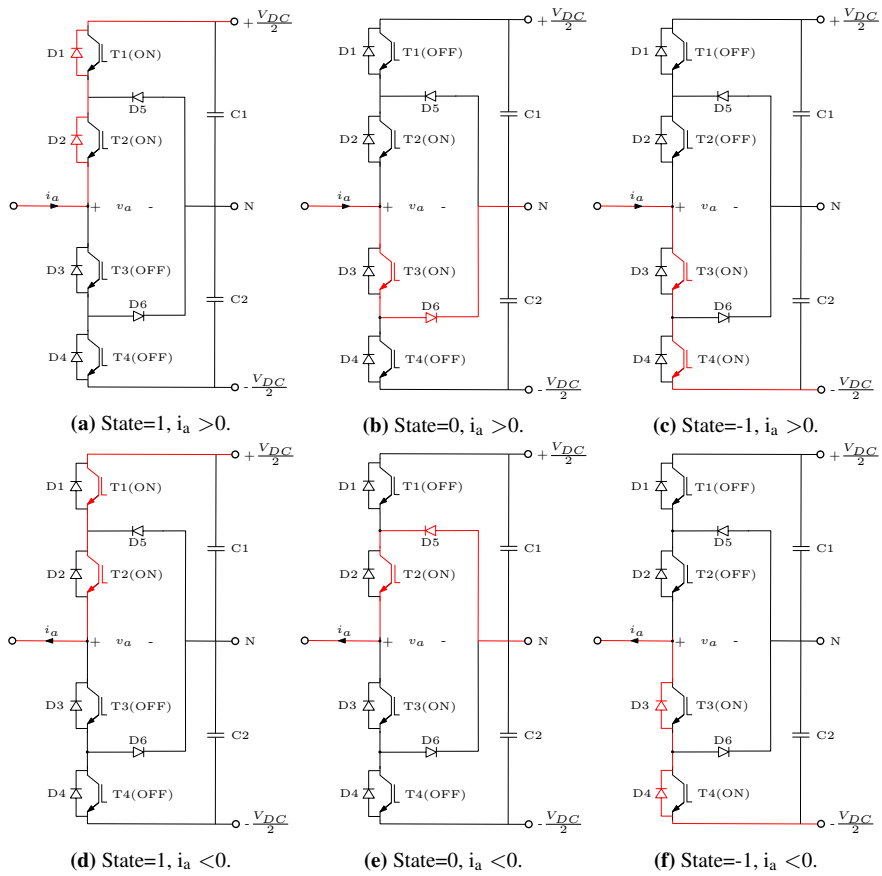 D1
T1(ON)
+ V_DC/2
D5
C1
D2
T2(ON)
i_a
+ v_a -
N
D3
T3(OFF)
D6
C2
D4
T4(OFF)
- V_DC/2
(a) State=1, i_a >0.
D1
T1(OFF)
+ V_DC/2
D5
C1
D2
T2(ON)
i_a
+ v_a -
N
D3
T3(ON)
D6
C2
D4
T4(OFF)
- V_DC/2
(b) State=0, i_a >0.
D1
T1(OFF)
+ V_DC/2
D5
C1
D2
T2(OFF)
i_a
+ v_a -
N
D3
T3(ON)
D6
C2
D4
T4(ON)
- V_DC/2
(c) State=-1, i_a >0.
D1
T1(ON)
+ V_DC/2
D5
C1
D2
T2(ON)
i_a
+ v_a -
N
D3
T3(OFF)
D6
C2
D4
T4(OFF)
- V_DC/2
(d) State=1, i_a <0.
D1
T1(OFF)
+ V_DC/2
D5
C1
D2
T2(ON)
i_a
+ v_a -
N
D3
T3(ON)
D6
C2
D4
T4(OFF)
- V_DC/2
(e) State=0, i_a <0.
D1
T1(OFF)
+ V_DC/2
D5
C1
D2
T2(OFF)
i_a
+ v_a -
N
D3
T3(ON)
D6
C2
D4
T4(ON)
- V_DC/2
(f) State=-1, i_a <0.